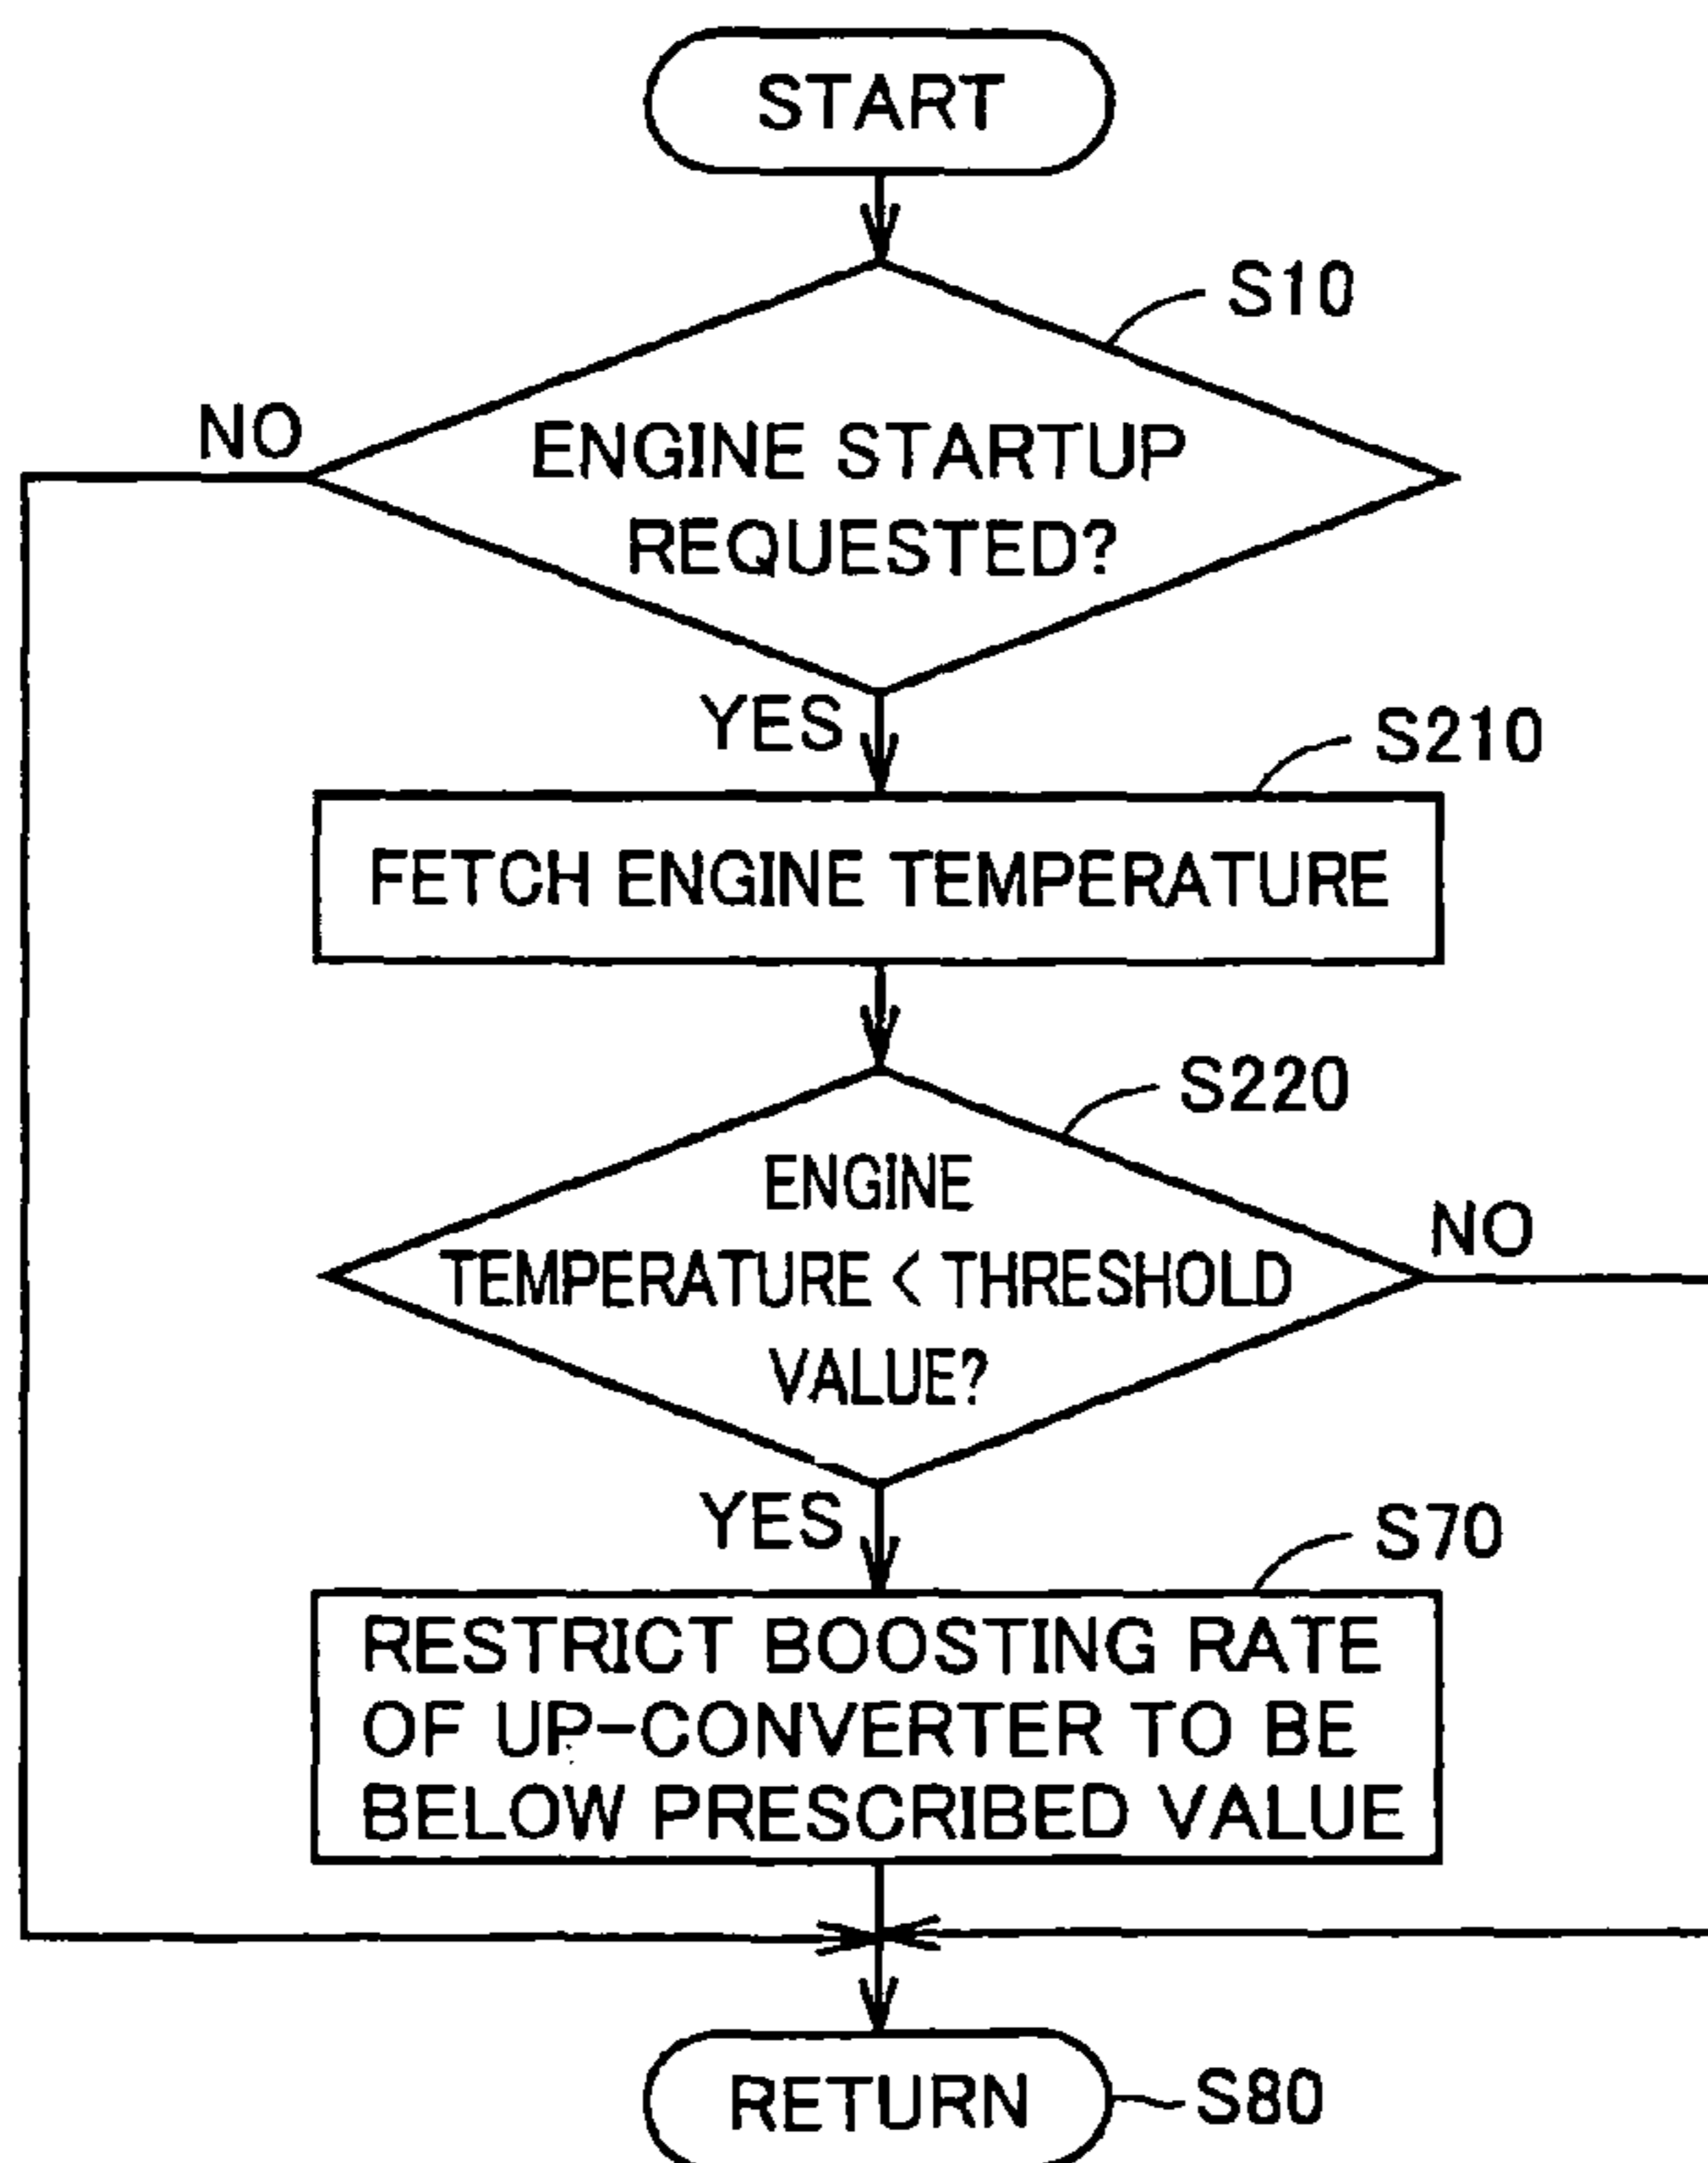 START
S10
NO
ENGINE STARTUP
REQUESTED?
YES
S210
FETCH ENGINE TEMPERATURE
S220
ENGINE
TEMPERATURE < THRESHOLD
VALUE?
NO
YES
S70
RESTRICT BOOSTING RATE
OF UP-CONVERTER TO BE
BELOW PRESCRIBED VALUE
RETURN
S80